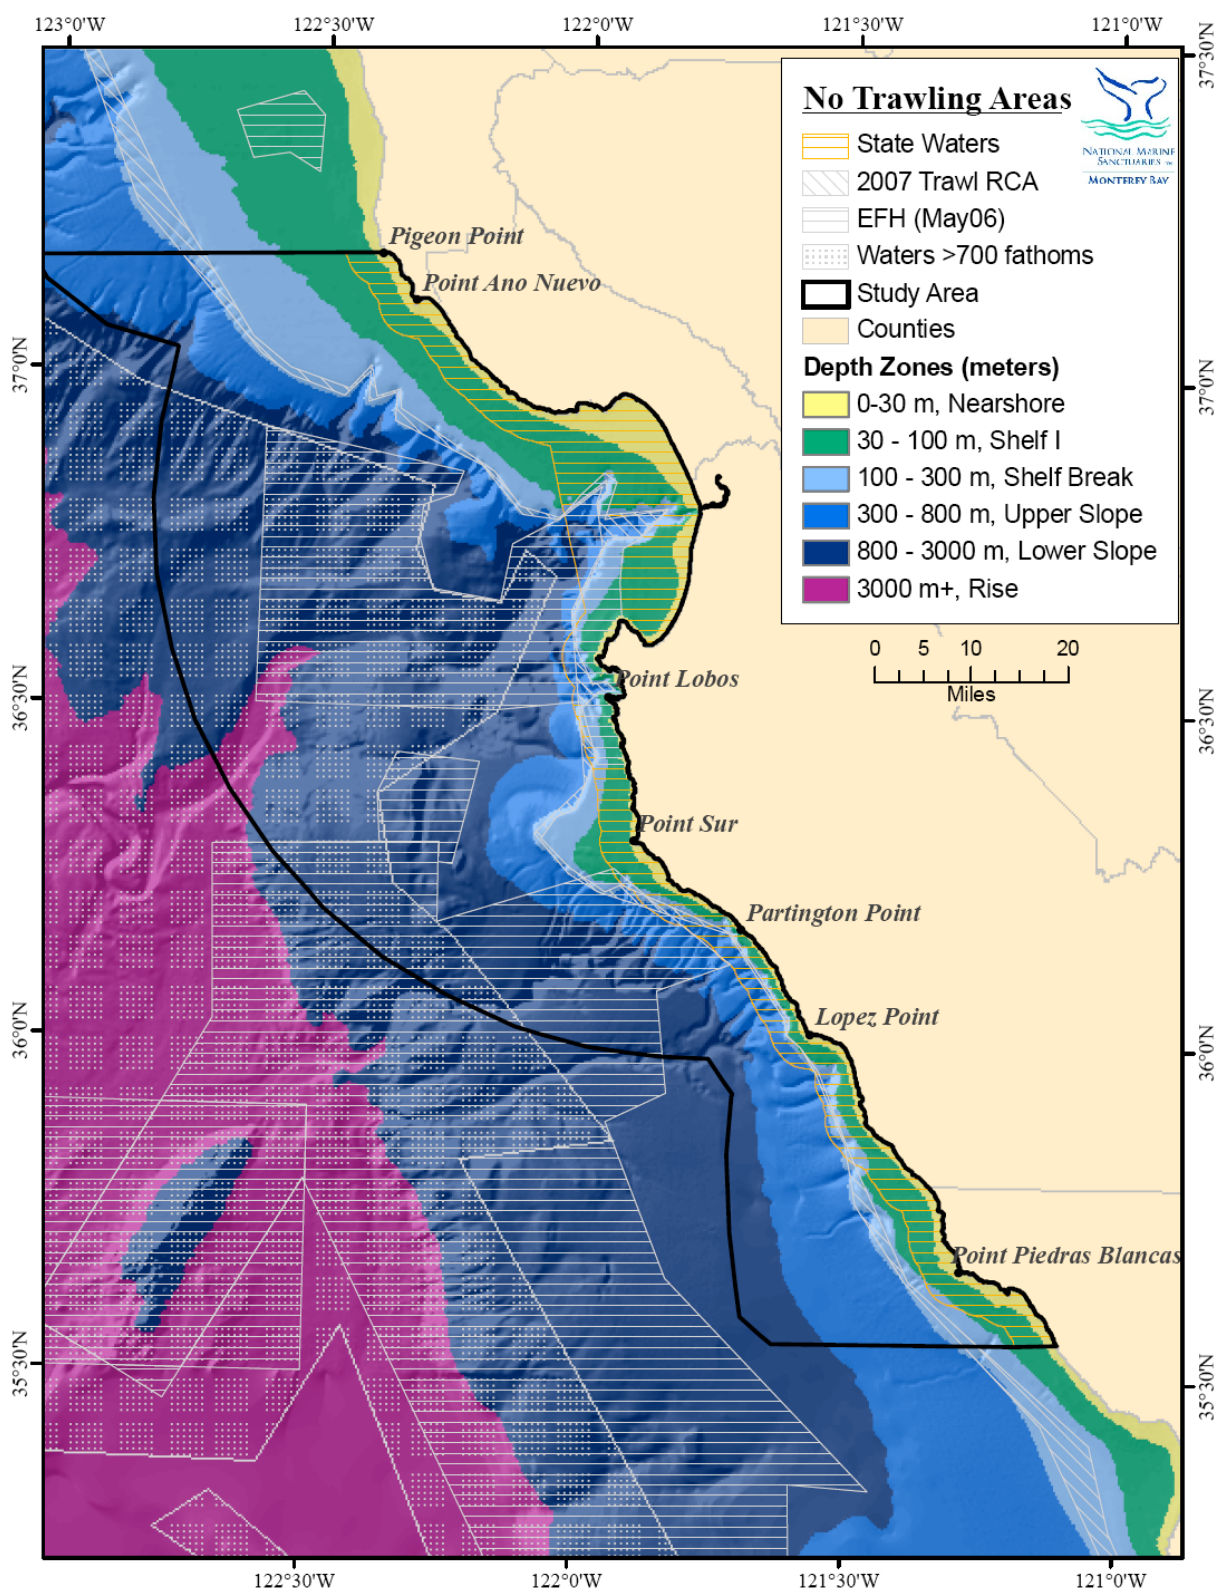 123°0'W 122°30'W 122°0'W 121°30'W 121°0'W
37°30'N
No Trawling Areas
State Waters
2007 Trawl RCA
EFH (May06)
Waters >700 fathoms
Study Area
Counties
Depth Zones (meters)
0-30 m, Nearshore
30 - 100 m, Shelf I
100 - 300 m, Shelf Break
300 - 800 m, Upper Slope
800 - 3000 m, Lower Slope
3000 m+, Rise
NATIONAL MARINE
SANCTUARIES TM
MONTEREY BAY
Pigeon Point
Point Ano Nuevo
37°0'N
37°0'N
0 5 10 20
Miles
Point Lobos
36°30'N
36°30'N
Point Sur
Partington Point
Lopez Point
36°0'N
36°0'N
Point Piedras Blancas
35°30'N
35°30'N
122°30'W 122°0'W 121°30'W 121°0'W